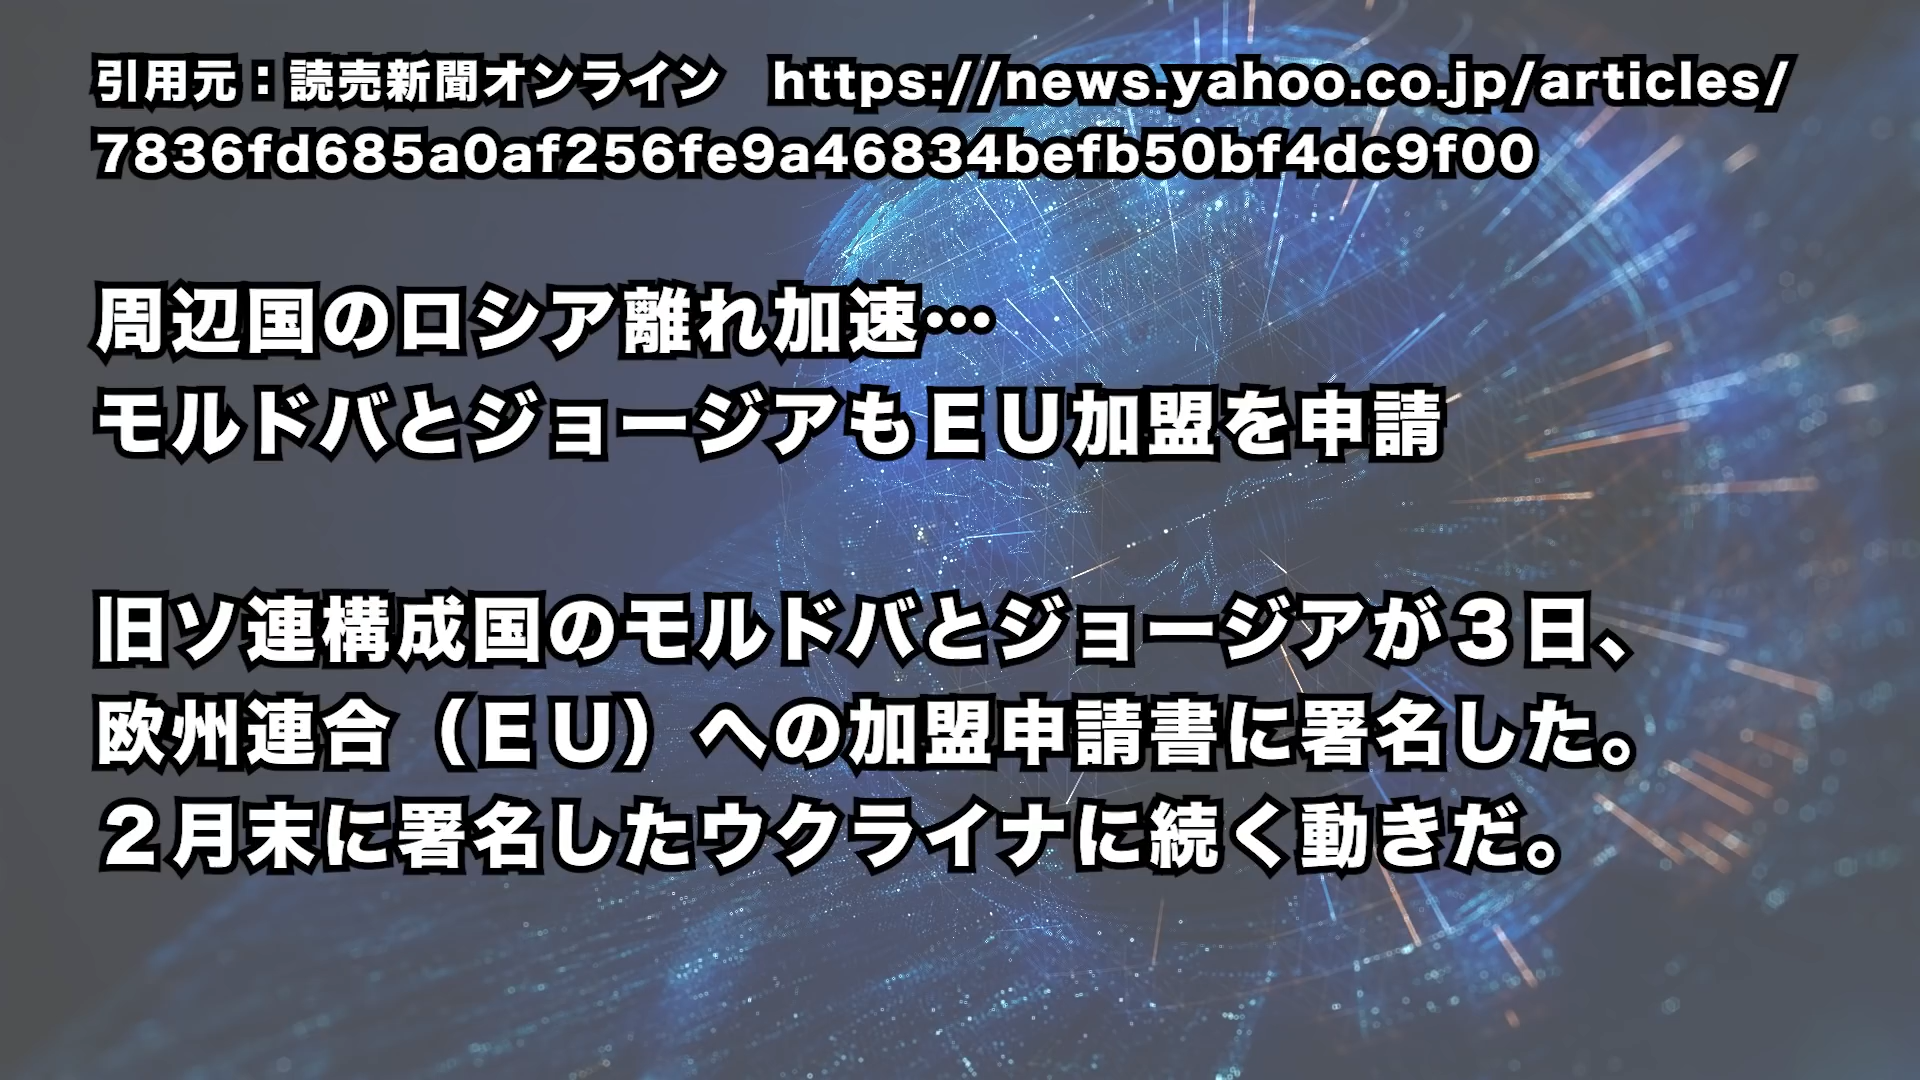 引用元：読売新聞オンライン　https://news.yahoo.co.jp/articles/
7836fd685a0af256fe9a46834befb50bf4dc9f00
周辺国のロシア離れ加速…
モルドバとジョージアもＥＵ加盟を申請
旧ソ連構成国のモルドバとジョージアが３日、
欧州連合（ＥＵ）への加盟申請書に署名した。
２月末に署名したウクライナに続く動きだ。